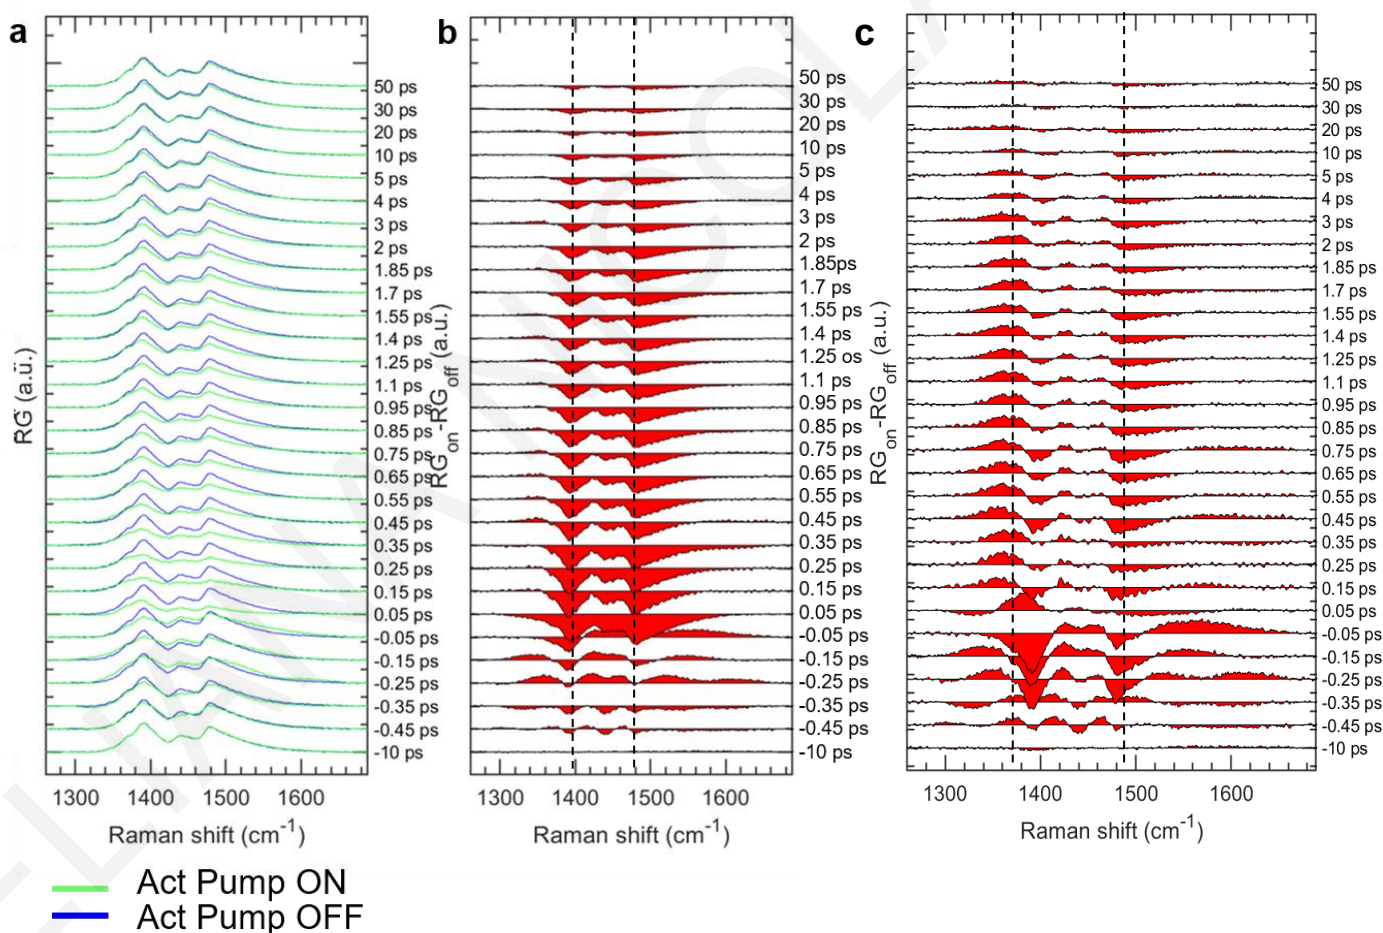 a
50 ps
30 ps
20 ps
10 ps
5 ps
4 ps
3 ps
2 ps
1.85 ps
1.7 ps
1.55 ps
1.4 ps
1.25 ps
1.1 ps
0.95 ps
0.85 ps
0.75 ps
0.65 ps
0.55 ps
0.45 ps
0.35 ps
0.25 ps
0.15 ps
0.05 ps
-0.05 ps
-0.15 ps
-0.25 ps
-0.35 ps
-0.45 ps
-10 ps
RG (a.u.)
1300 1400 1500 1600
Raman shift (cm-1)
b
50 ps
30 ps
20 ps
10 ps
5 ps
4 ps
3 ps
2 ps
1.85ps
1.7 ps
1.55 ps
1.4 ps
1.25 os
1.1 ps
0.95 ps
0.85 ps
0.75 ps
0.65 ps
0.55 ps
0.45 ps
0.35 ps
0.25 ps
0.15 ps
0.05 ps
-0.05 ps
-0.15 ps
-0.25 ps
-0.35 ps
-0.45 ps
-10 ps
RGon-RGoff (a.u.)
1300 1400 1500 1600
Raman shift (cm-1)
c
50 ps
30 ps
20 ps
10 ps
5 ps
4 ps
3 ps
2 ps
1.85 ps
1.7 ps
1.55 ps
1.4 ps
1.25 ps
1.1 ps
0.95 ps
0.85 ps
0.75 ps
0.65 ps
0.55 ps
0.45 ps
0.35 ps
0.25 ps
0.15 ps
0.05 ps
-0.05 ps
-0.15 ps
-0.25 ps
-0.35 ps
-0.45 ps
-10 ps
RGon-RGoff (a.u.)
1300 1400 1500 1600
Raman shift (cm-1)
Act Pump ON
Act Pump OFF